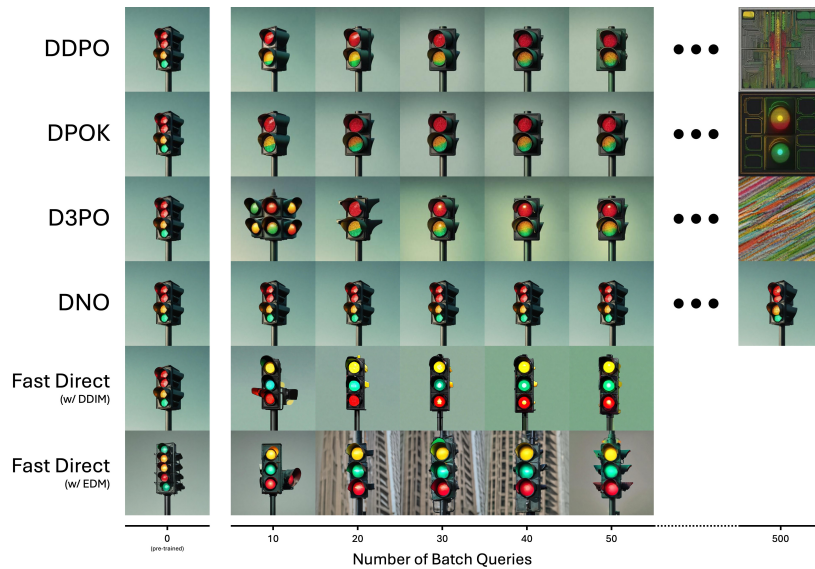 DDPO
DPOK
D3PO
DNO
Fast Direct
(w/ DDIM)
Fast Direct
(w/ EDM)
0 10 20 30 40 50 500
(pre-trained)
Number of Batch Queries